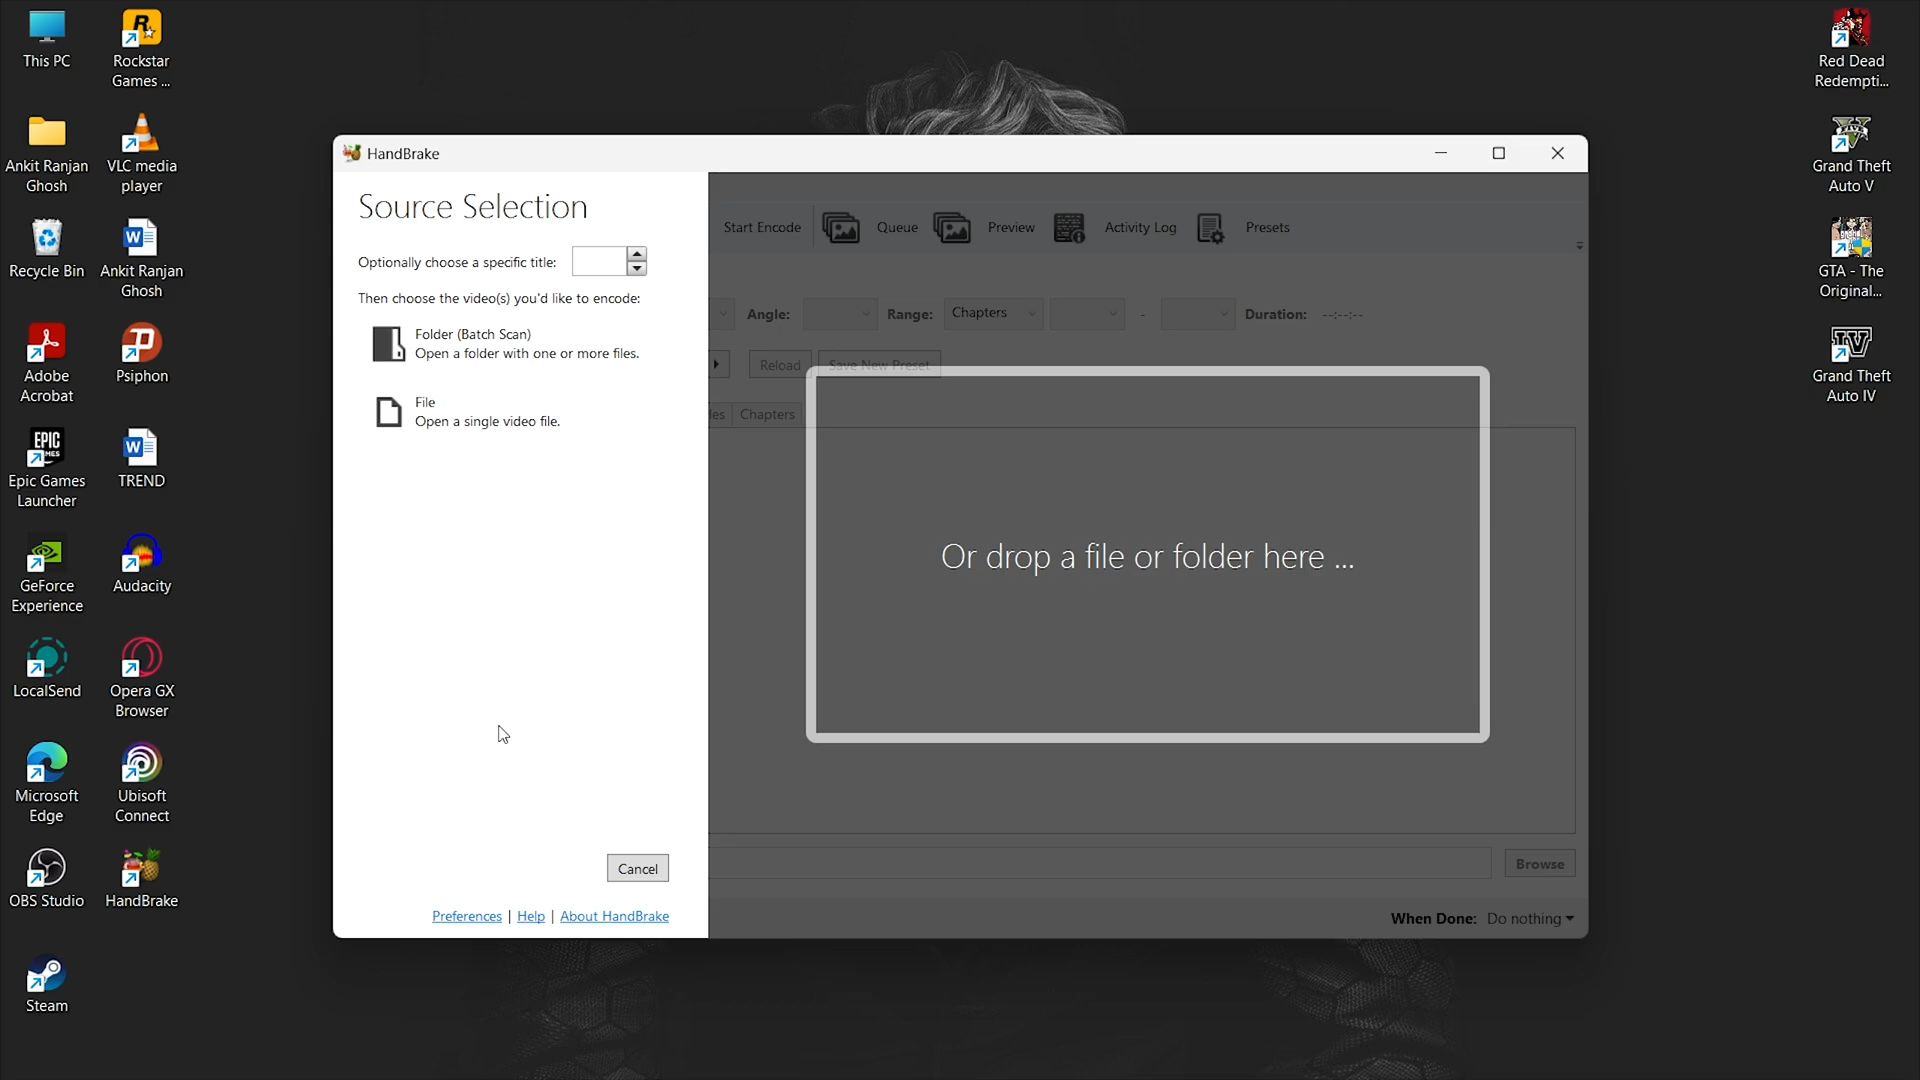 This PC
Rockstar
Games ...
Ankit Ranjan
Ghosh
VLC media
player
Recycle Bin
Ankit Ranjan
Ghosh
Adobe
Acrobat
Psiphon
EPIC
GAMES
Epic Games
Launcher
TREND
GeForce
Experience
Audacity
LocalSend
Opera GX
Browser
Microsoft
Edge
Ubisoft
Connect
OBS Studio
HandBrake
Steam
HandBrake
Source Selection
Optionally choose a specific title:
Then choose the video(s) you'd like to encode:
Folder (Batch Scan)
Open a folder with one or more files.
File
Open a single video file.
Cancel
Preferences | Help | About HandBrake
Start Encode
Queue
Preview
Activity Log
Presets
Angle:
Range:
Chapters
-
Duration:
--:--:--
Reload
Save New Preset
les
Chapters
Or drop a file or folder here ...
Browse
When Done: Do nothing
Red Dead
Redempti...
Grand Theft
Auto V
GTA - The
Original...
IV
Grand Theft
Auto IV